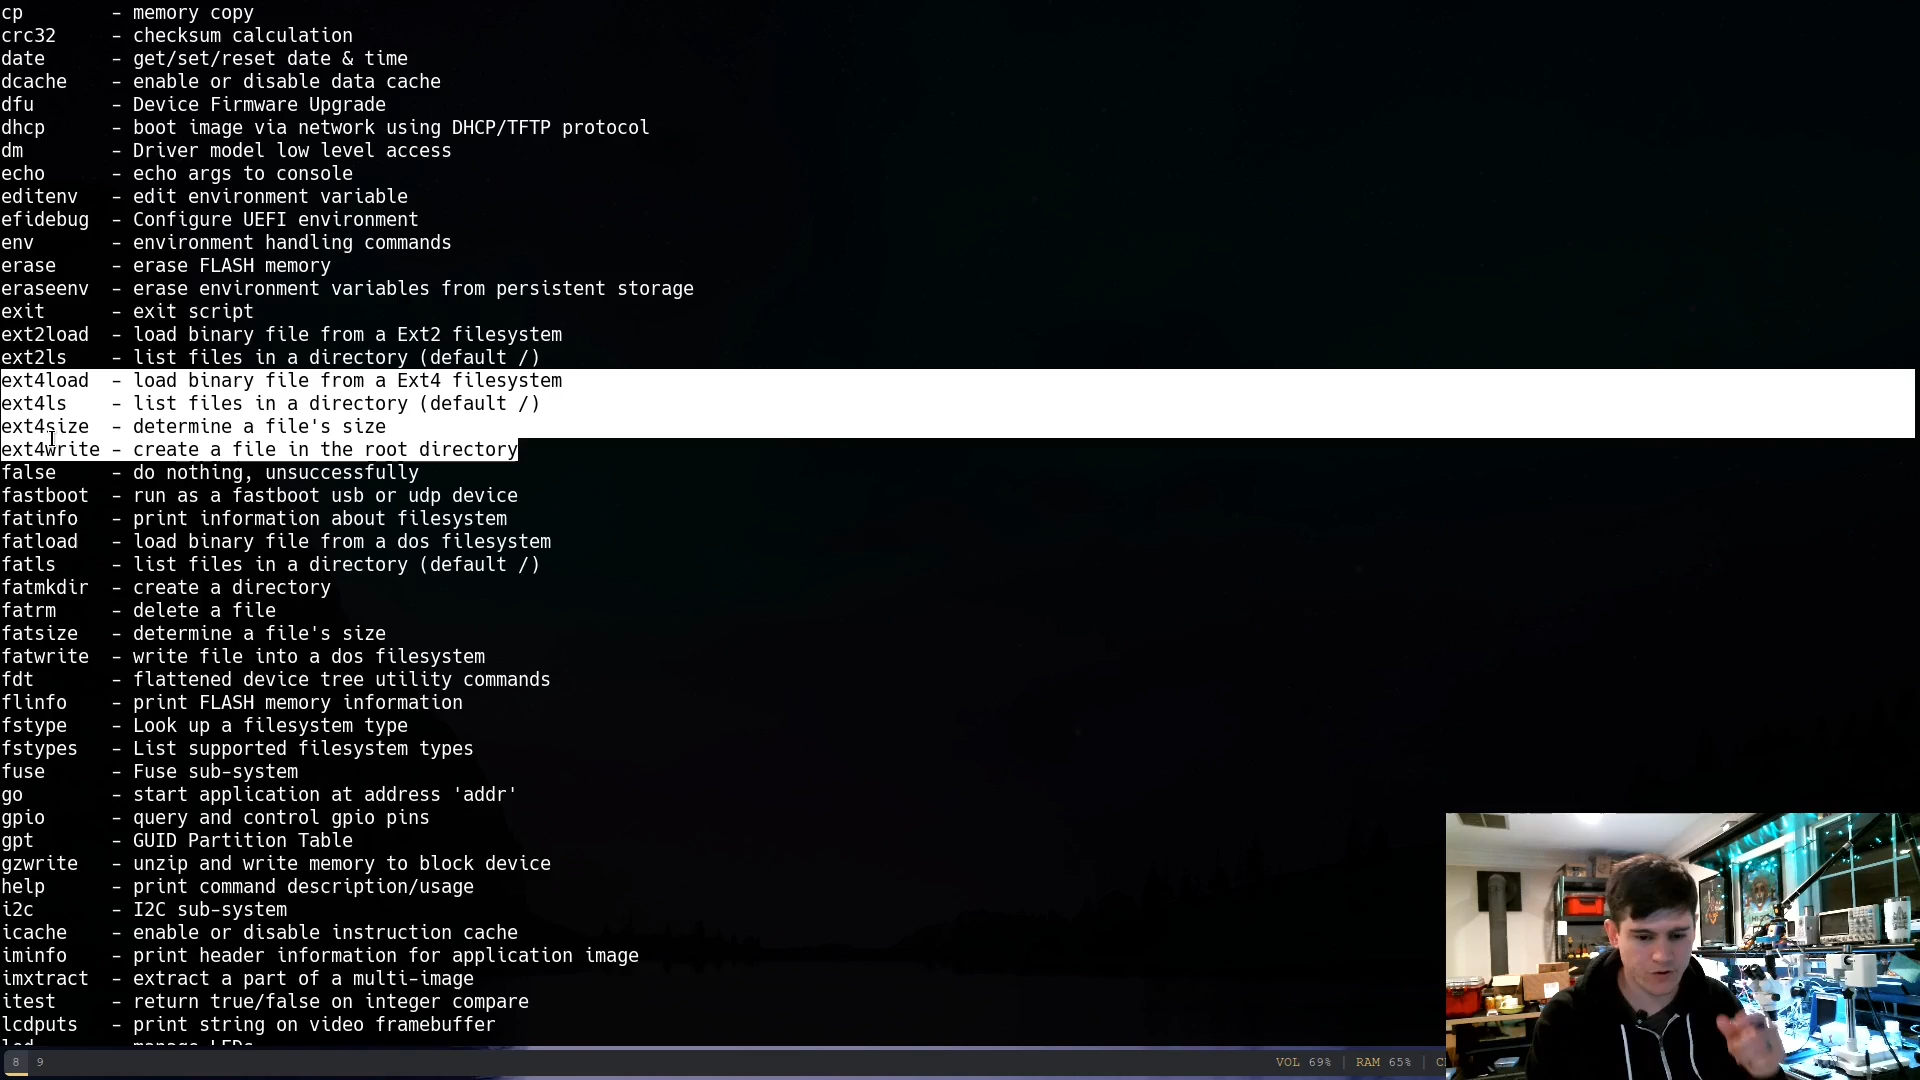 cp        - memory copy
crc32     - checksum calculation
date      - get/set/reset date & time
dcache    - enable or disable data cache
dfu       - Device Firmware Upgrade
dhcp      - boot image via network using DHCP/TFTP protocol
dm        - Driver model low level access
echo      - echo args to console
editenv   - edit environment variable
efidebug  - Configure UEFI environment
env       - environment handling commands
erase     - erase FLASH memory
eraseenv  - erase environment variables from persistent storage
exit      - exit script
ext2load  - load binary file from a Ext2 filesystem
ext2ls    - list files in a directory (default /)
ext4load  - load binary file from a Ext4 filesystem
ext4ls    - list files in a directory (default /)
ext4size  - determine a file's size
ext4write - create a file in the root directory
false     - do nothing, unsuccessfully
fastboot  - run as a fastboot usb or udp device
fatinfo   - print information about filesystem
fatload   - load binary file from a dos filesystem
fatls     - list files in a directory (default /)
fatmkdir  - create a directory
fatrm     - delete a file
fatsize   - determine a file's size
fatwrite  - write file into a dos filesystem
fdt       - flattened device tree utility commands
flinfo    - print FLASH memory information
fstype    - Look up a filesystem type
fstypes   - List supported filesystem types
fuse      - Fuse sub-system
go        - start application at address 'addr'
gpio      - query and control gpio pins
gpt       - GUID Partition Table
gzwrite   - unzip and write memory to block device
help      - print command description/usage
i2c       - I2C sub-system
icache    - enable or disable instruction cache
iminfo    - print header information for application image
imxtract  - extract a part of a multi-image
itest     - return true/false on integer compare
lcdputs   - print string on video framebuffer
led       - manage LEDs
8 9 VOL 69% | RAM 65% |